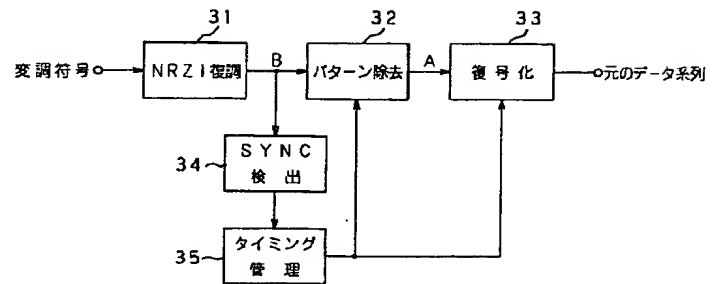 31
32
33
変調符号
NRZI復調
B
パターン除去
A
復号化
元のデータ系列
34
SYNC
検出
35
タイミング
管理